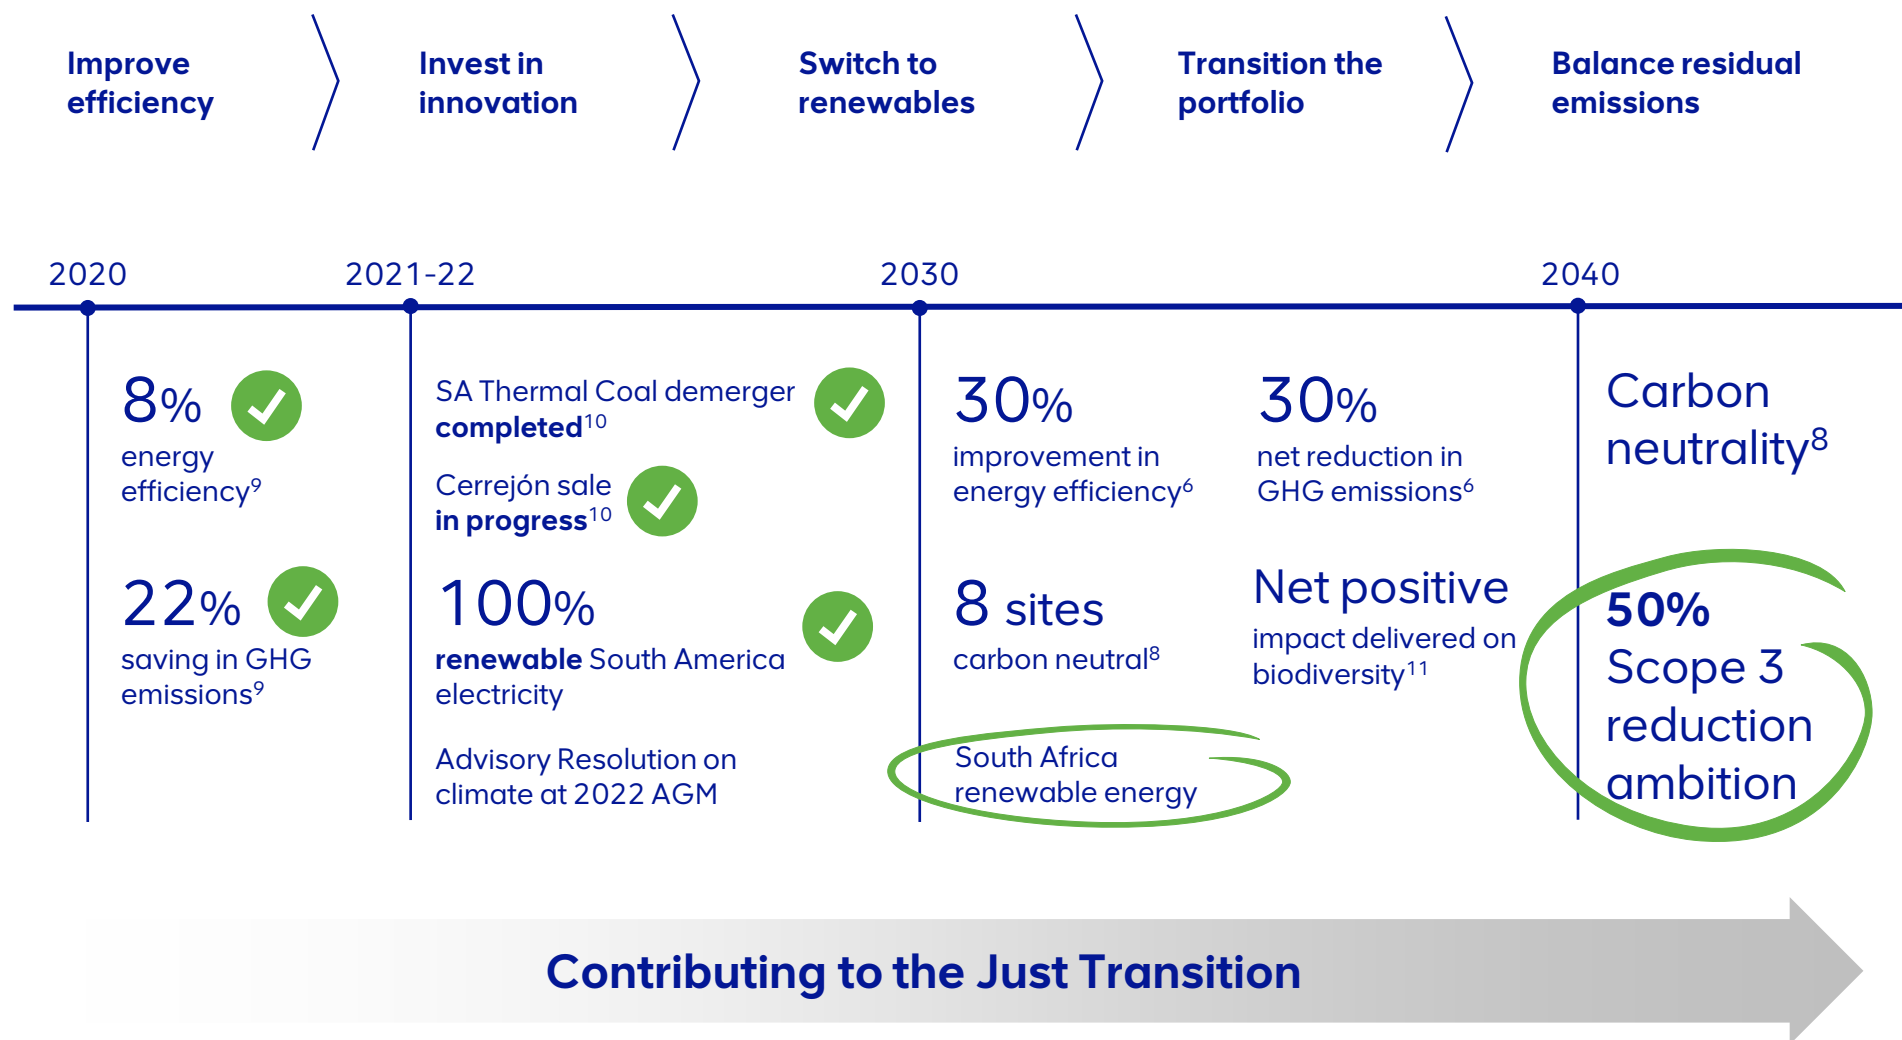 Improve
efficiency
Invest in
innovation
Switch to
renewables
Transition the
portfolio
Balance residual
emissions
2020
2021-22
2030
2040
8%
energy
efficiency⁹
22%
saving in GHG
emissions⁹
SA Thermal Coal demerger
completed¹⁰
Cerrejón sale
in progress¹⁰
100%
renewable South America
electricity
Advisory Resolution on
climate at 2022 AGM
30%
improvement in
energy efficiency⁶
8 sites
carbon neutral⁸
South Africa
renewable energy
30%
net reduction in
GHG emissions⁶
Net positive
impact delivered on
biodiversity¹¹
Carbon
neutrality⁸
50%
Scope 3
reduction
ambition
Contributing to the Just Transition